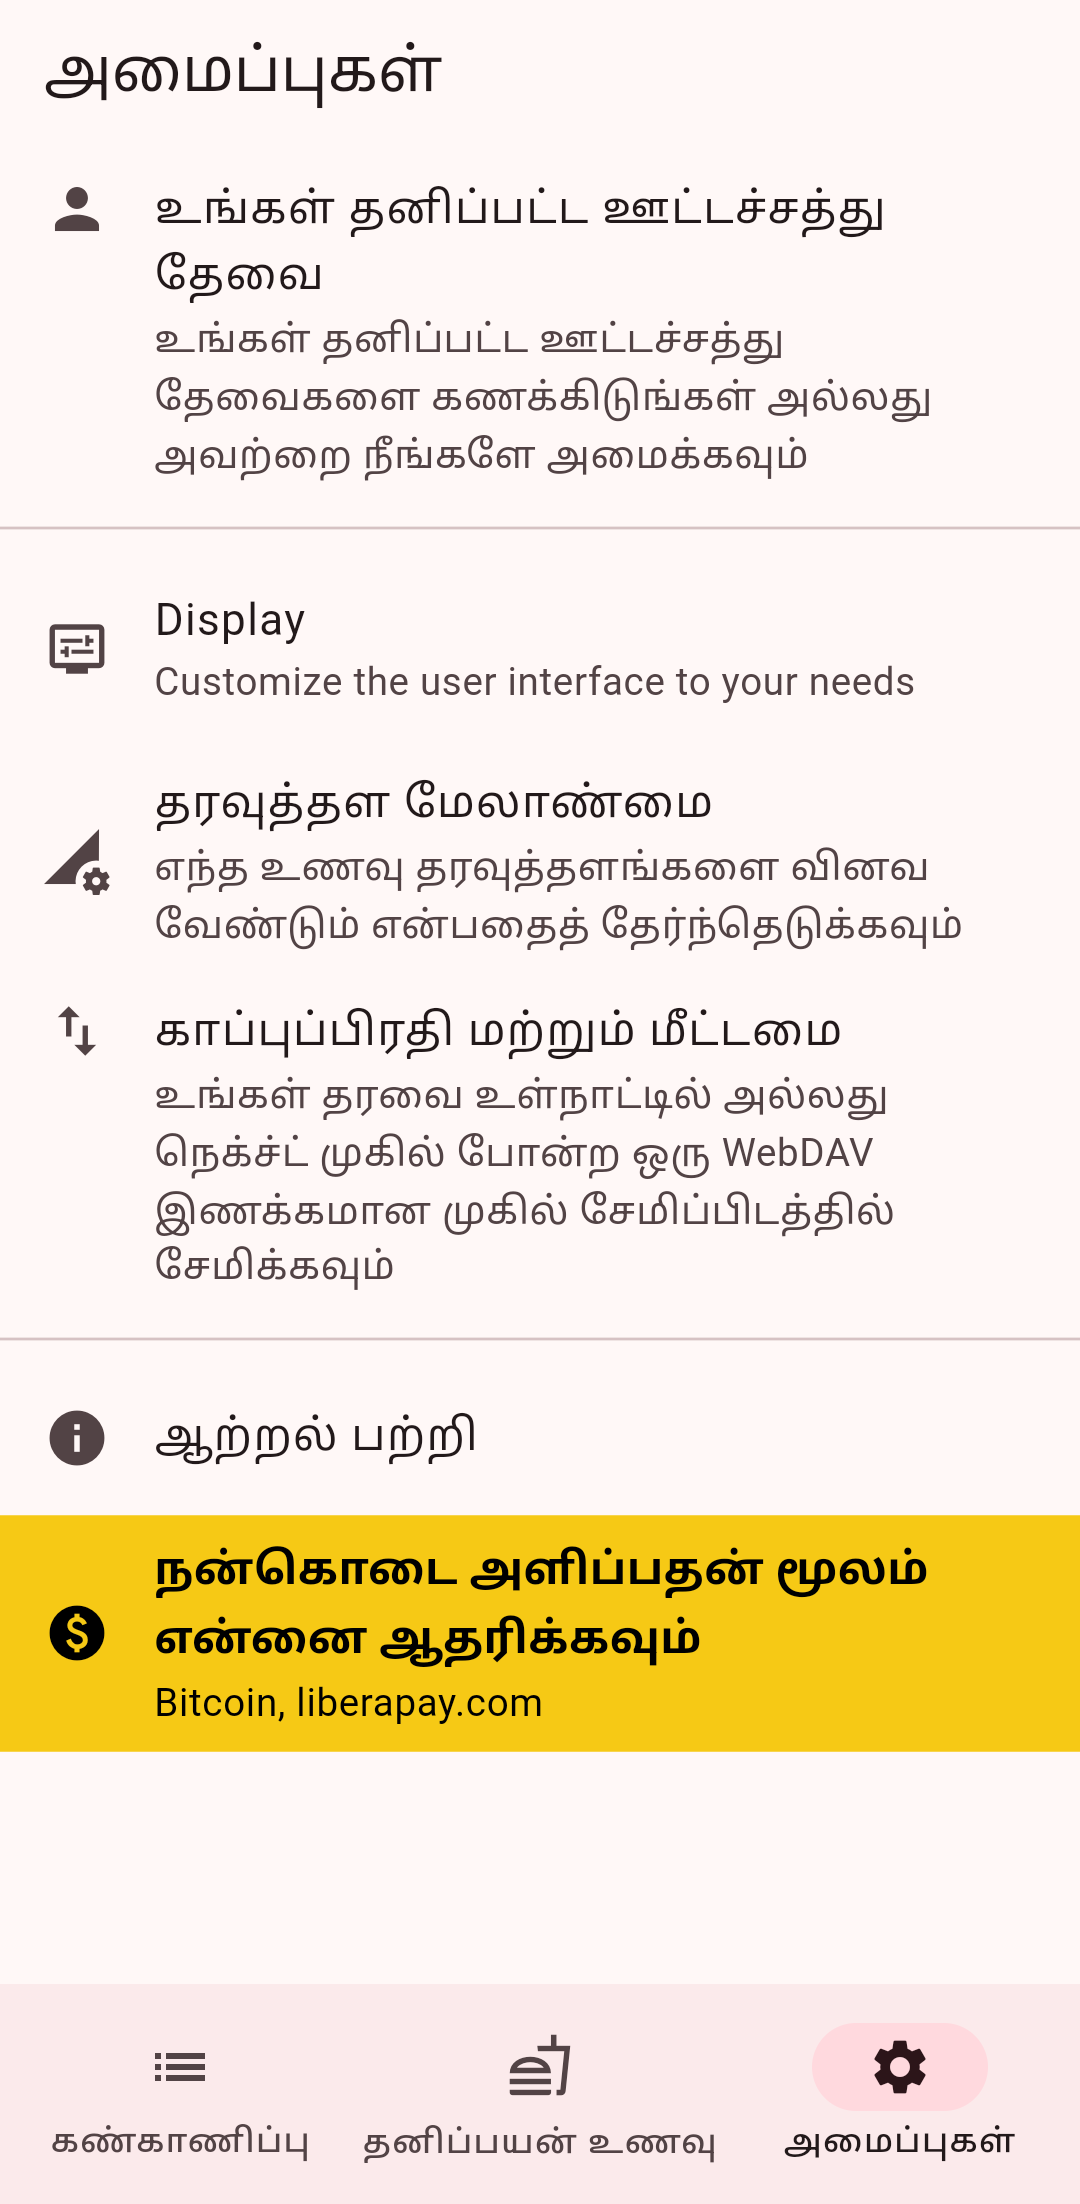 அமைப்புகள்
உங்கள் தனிப்பட்ட ஊட்டச்சத்து
தேவை
உங்கள் தனிப்பட்ட ஊட்டச்சத்து
தேவைகளை கணக்கிடுங்கள் அல்லது
அவற்றை நீங்களே அமைக்கவும்
Display
Customize the user interface to your needs
தரவுத்தள மேலாண்மை
எந்த உணவு தரவுத்தளங்களை வினவ
வேண்டும் என்பதைத் தேர்ந்தெடுக்கவும்
காப்புப்பிரதி மற்றும் மீட்டமை
உங்கள் தரவை உள்நாட்டில் அல்லது
நெக்ச்ட் முகில் போன்ற ஒரு WebDAV
இணக்கமான முகில் சேமிப்பிடத்தில்
சேமிக்கவும்
ஆற்றல் பற்றி
நன்கொடை அளிப்பதன் மூலம்
என்னை ஆதரிக்கவும்
Bitcoin, liberapay.com
கண்காணிப்பு
தனிப்பயன் உணவு
அமைப்புகள்